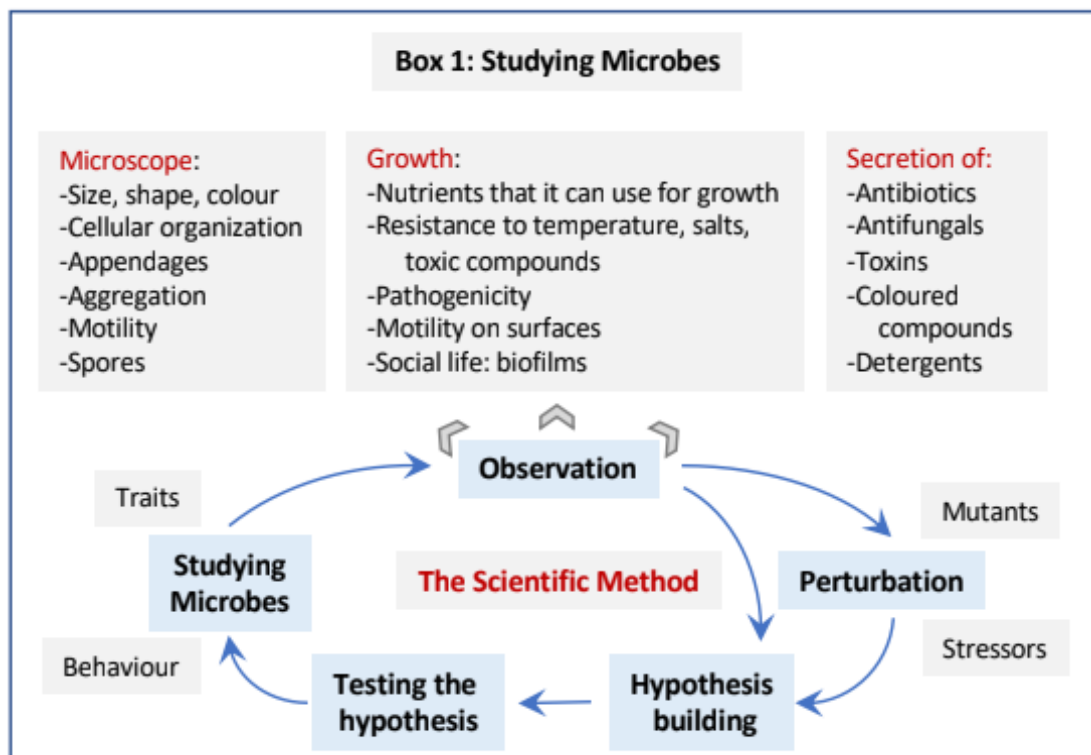 Box 1: Studying Microbes
Microscope:
-Size, shape, colour
-Cellular organization
-Appendages
-Aggregation
-Motility
-Spores
Growth:
-Nutrients that it can use for growth
-Resistance to temperature, salts,
toxic compounds
-Pathogenicity
-Motility on surfaces
-Social life: biofilms
Secretion of:
-Antibiotics
-Antifungals
-Toxins
-Coloured
compounds
-Detergents
Observation
Traits
Mutants
Studying
Microbes
The Scientific Method
Perturbation
Behaviour
Stressors
Testing the
hypothesis
Hypothesis
building